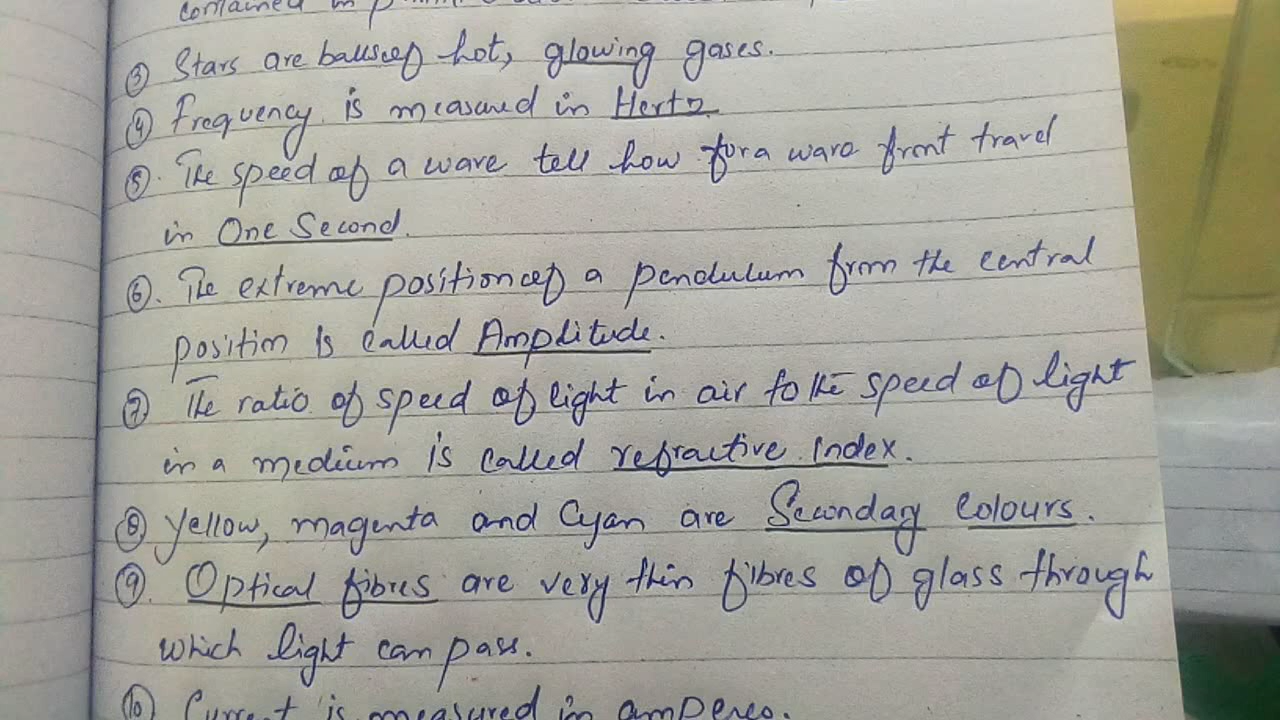 contained in
③ Stars are balls of hot, glowing gases.
④ Frequency is measured in Hertz
⑤. The speed of a wave tell how for a wave front travel
in One Second.
⑥. The extreme position of a pendulum from the central
position is called Amplitude.
⑦ The ratio of speed of light in air to the speed of light
in a medium is called refractive Index.
⑧ Yellow, magenta and Cyan are Secondary Colours.
⑨. Optical fibres are very thin fibres of glass through
which light can pass.
⑩ Current is measured in amperes.